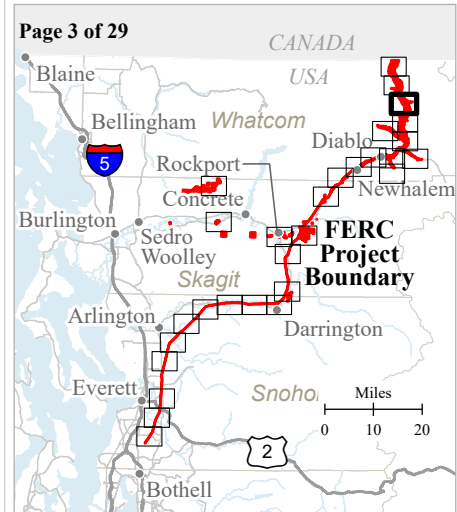 Page 3 of 29
CANADA
USA
Blaine
Whatcom
Bellingham
Diablo
5
Rockport
Newhalem
Concrete
Burlington
Sedro
Woolley
FERC
Project
Boundary
Skagit
Arlington
Darrington
Everett
Snoho
Miles
0 10 20
2
Bothell